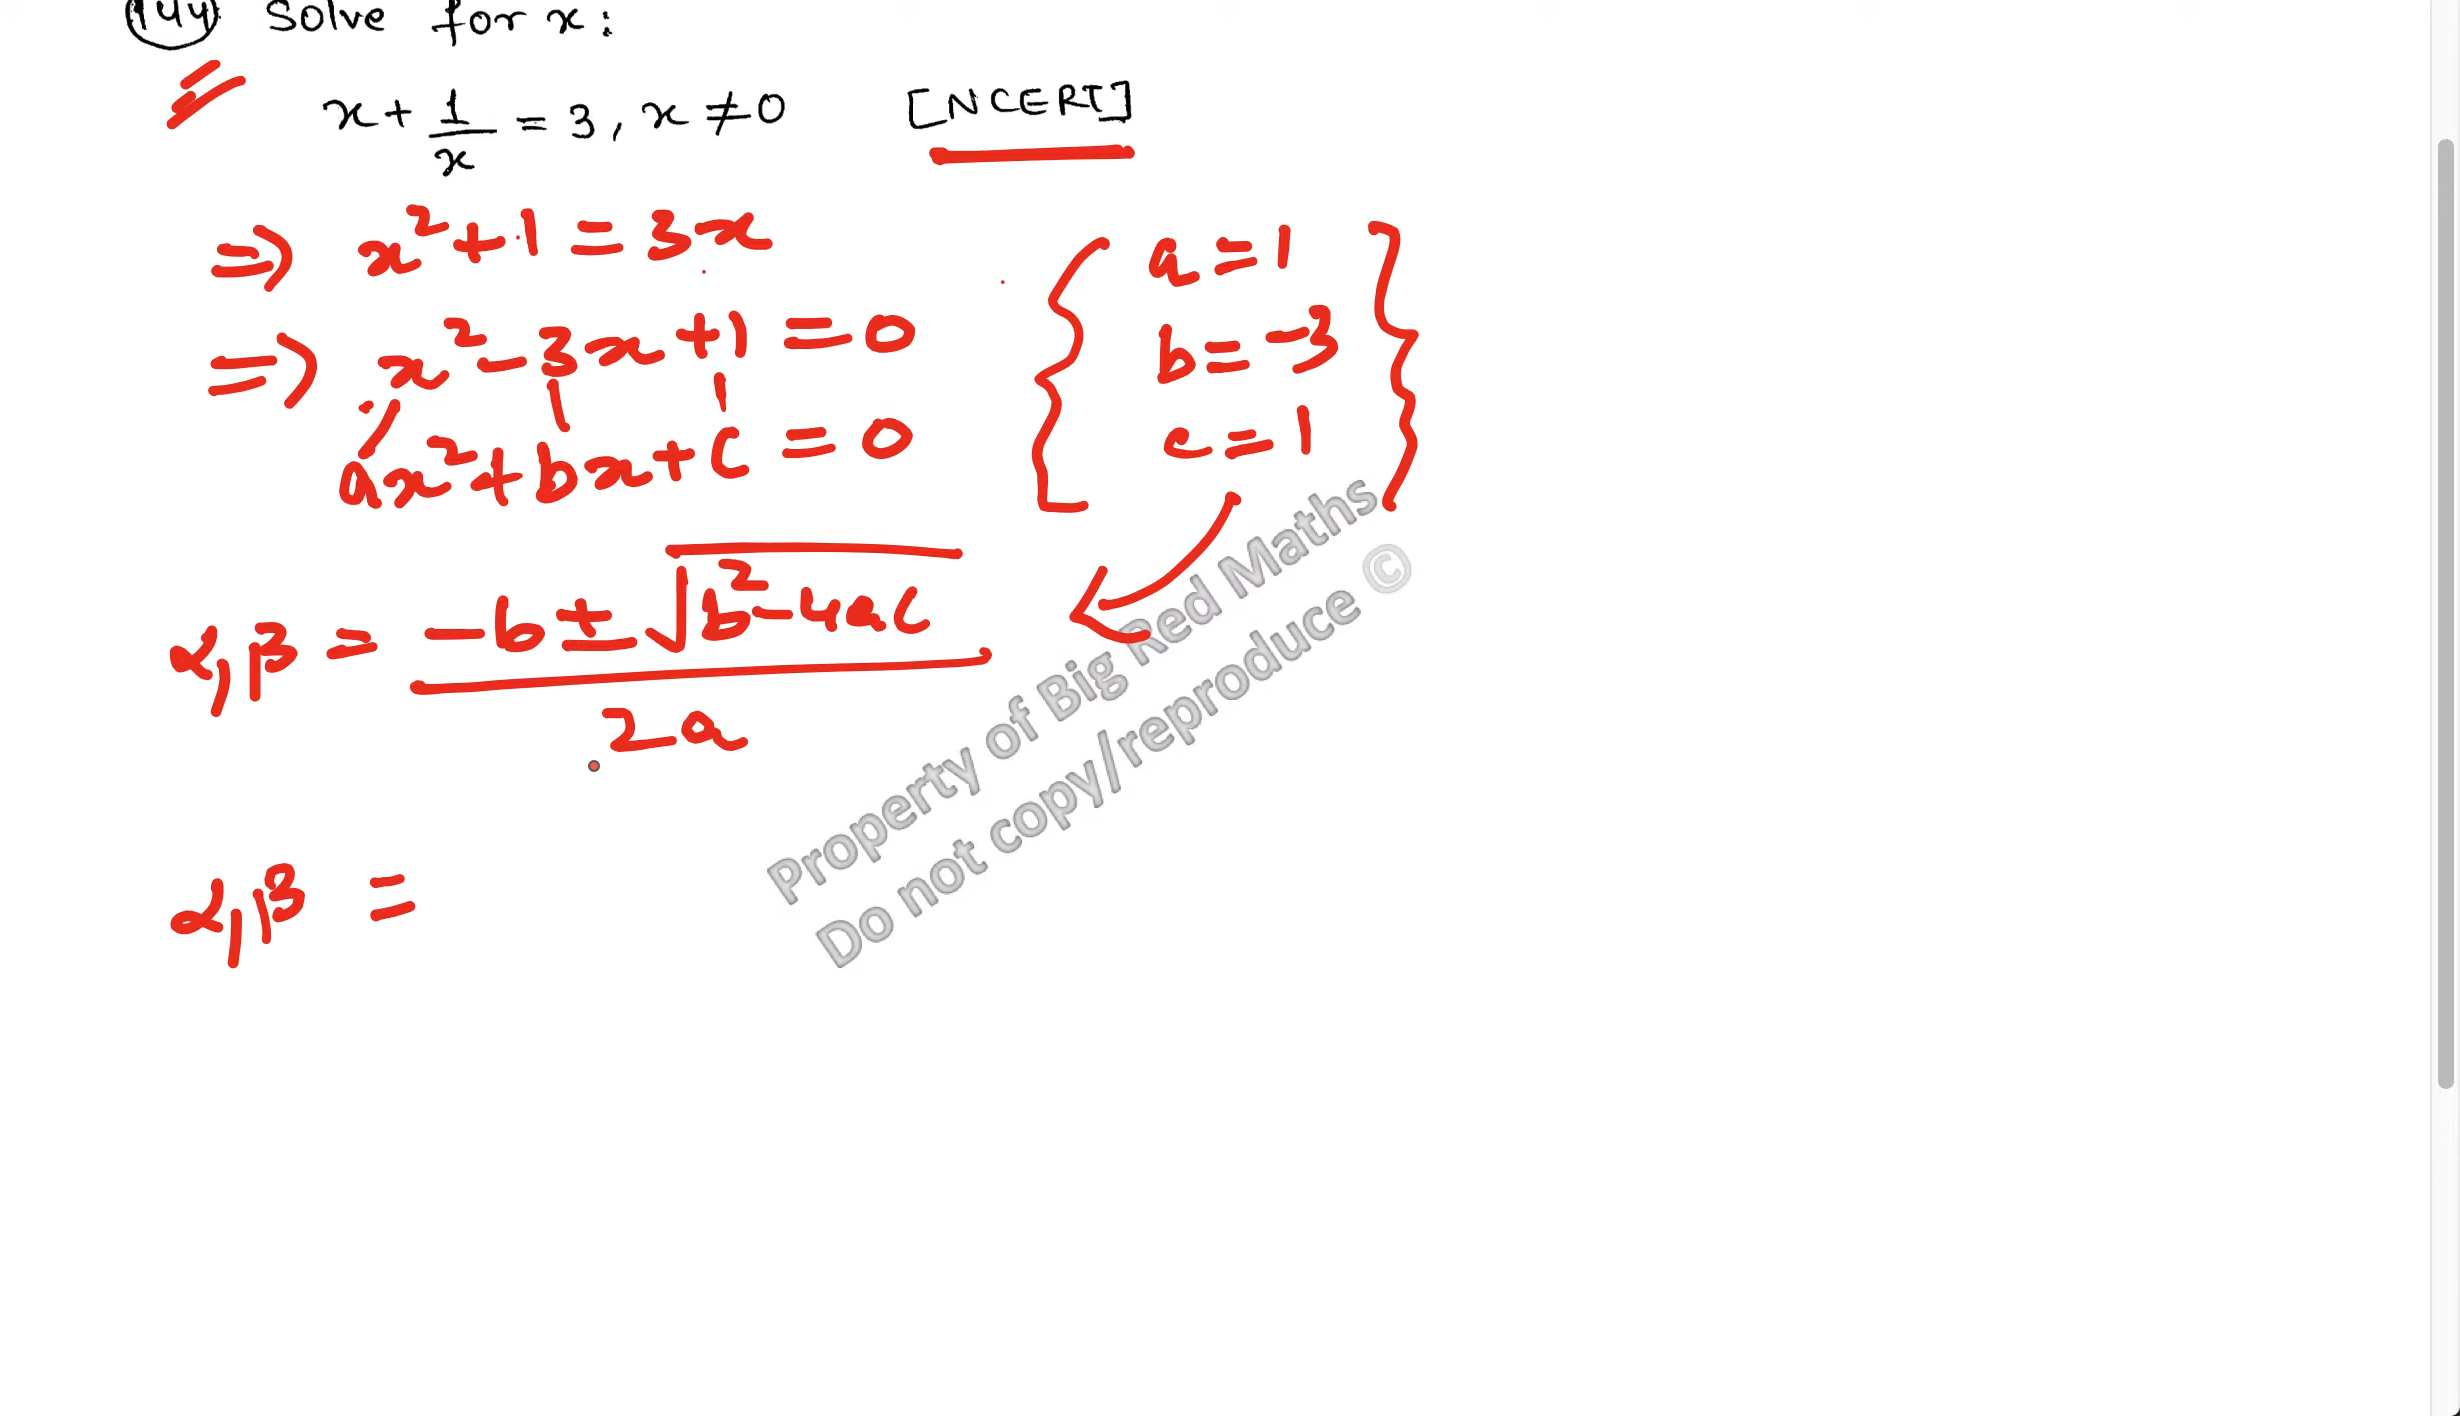 144 Solve for x:
x + 1/x = 3, x ≠ 0 [NCERT]
⇒ x² + 1 = 3x
⇒ x² - 3x + 1 = 0
ax² + bx + c = 0
{ a = 1
b = -3
c = 1 }
α, β = (-b ± √(b² - 4ac)) / 2a
α, β =
Property of Big Red Maths
Do not copy/reproduce ©